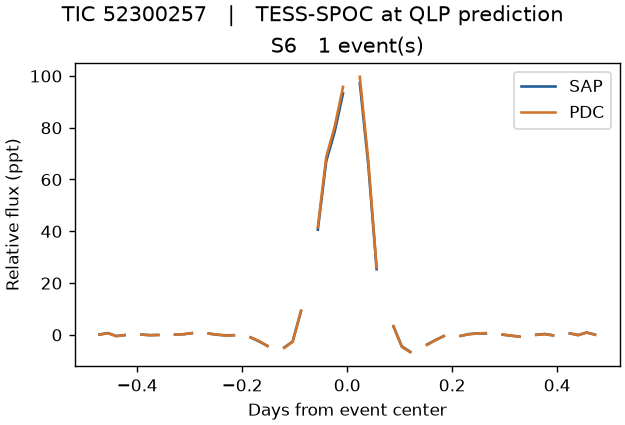 TIC 52300257   |   TESS-SPOC at QLP prediction
S6   1 event(s)
SAP
PDC
Relative flux (ppt)
100
80
60
40
20
0
−0.4
−0.2
0.0
0.2
0.4
Days from event center